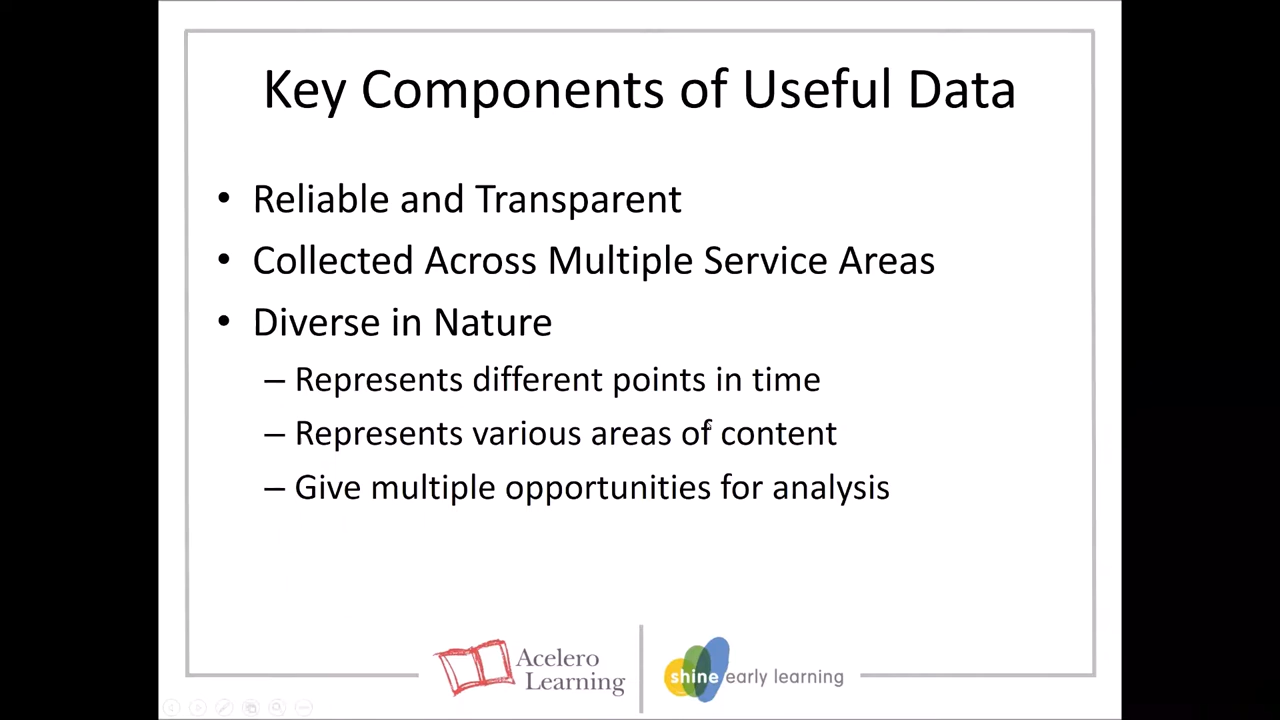 Key Components of Useful Data
• Reliable and Transparent
• Collected Across Multiple Service Areas
• Diverse in Nature
– Represents different points in time
– Represents various areas of content
– Give multiple opportunities for analysis
Acelero
Learning
shine early learning